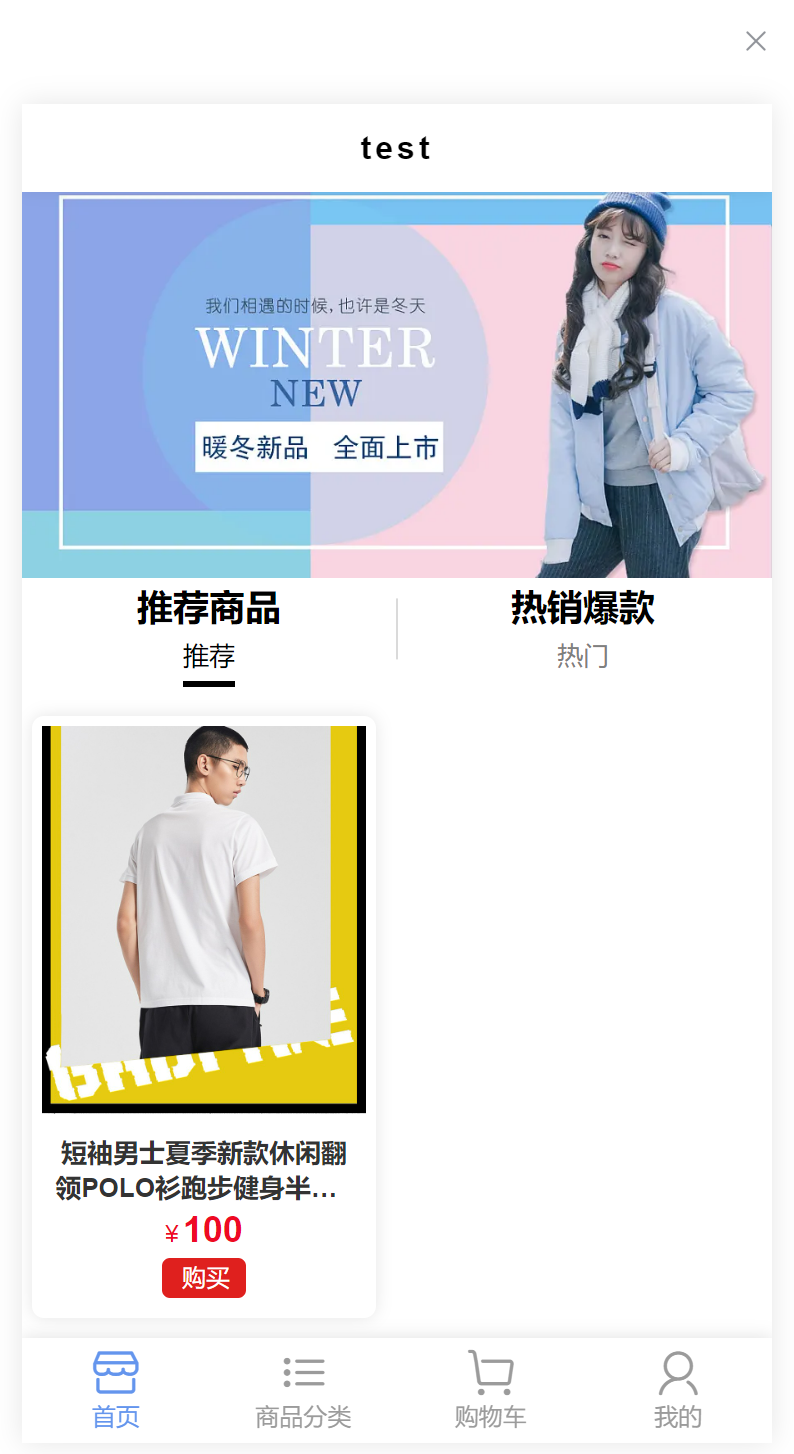 test
我们相遇的时候,也许是冬天
WINTER
NEW
暖冬新品 全面上市
推荐商品
热销爆款
推荐
热门
短袖男士夏季新款休闲翻
领POLO衫跑步健身半...
¥100
购买
首页
商品分类
购物车
我的